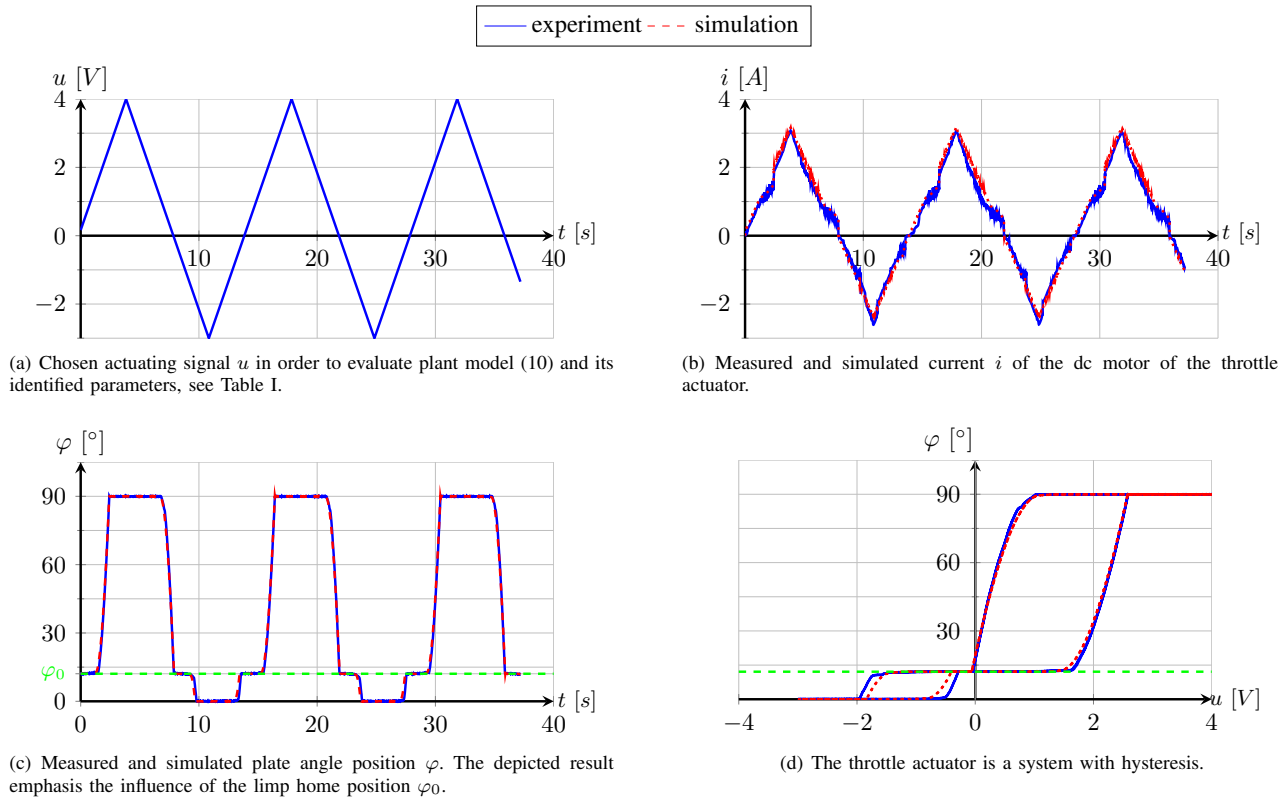 experiment simulation
u [V]
4
2
0
−2
10 20 30 40
t [s]
(a) Chosen actuating signal u in order to evaluate plant model (10) and its
identified parameters, see Table I.
i [A]
4
2
0
−2
10 20 30 40
t [s]
(b) Measured and simulated current i of the dc motor of the throttle
actuator.
φ [°]
90
60
30
φ₀
0
0 10 20 30 40
t [s]
(c) Measured and simulated plate angle position φ. The depicted result
emphasis the influence of the limp home position φ₀.
φ [°]
90
60
30
−4 −2 0 2 4
u [V]
(d) The throttle actuator is a system with hysteresis.